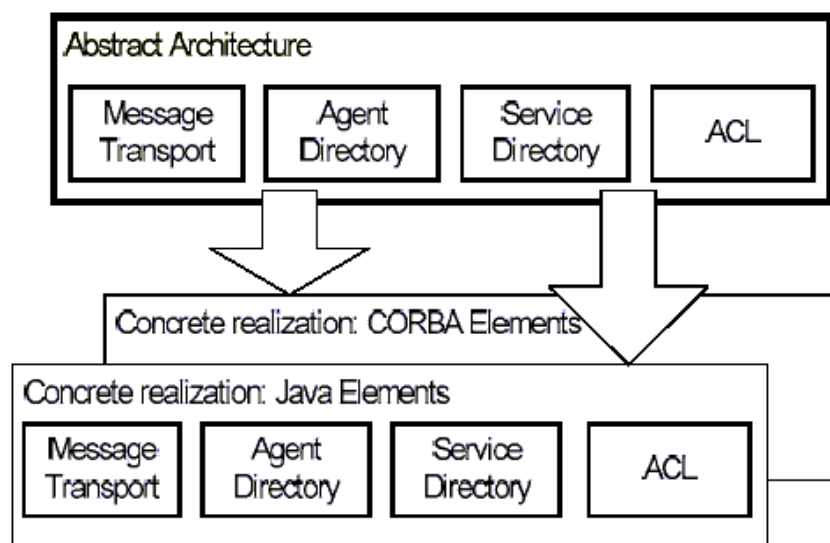 Abstract Architecture
Message
Transport
Agent
Directory
Service
Directory
ACL
Concrete realization: CORBA Elements
Concrete realization: Java Elements
Message
Transport
Agent
Directory
Service
Directory
ACL